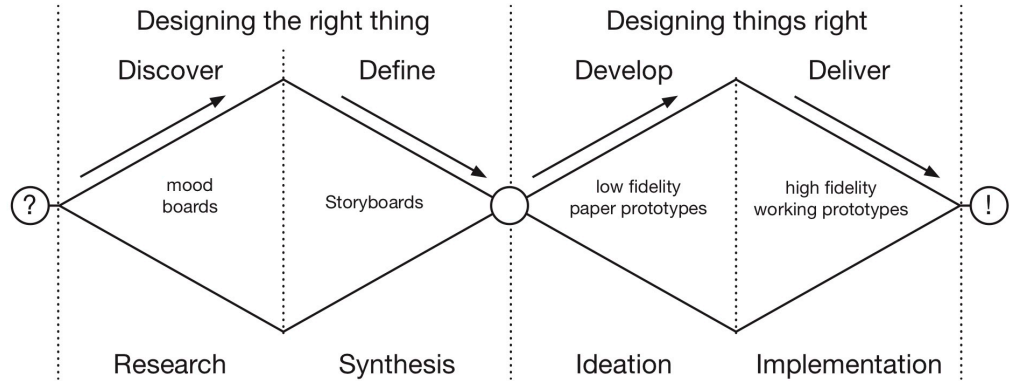 Designing the right thing
Designing things right
Discover
Define
Develop
Deliver
?
mood
boards
Storyboards
low fidelity
paper prototypes
high fidelity
working prototypes
!
Research
Synthesis
Ideation
Implementation